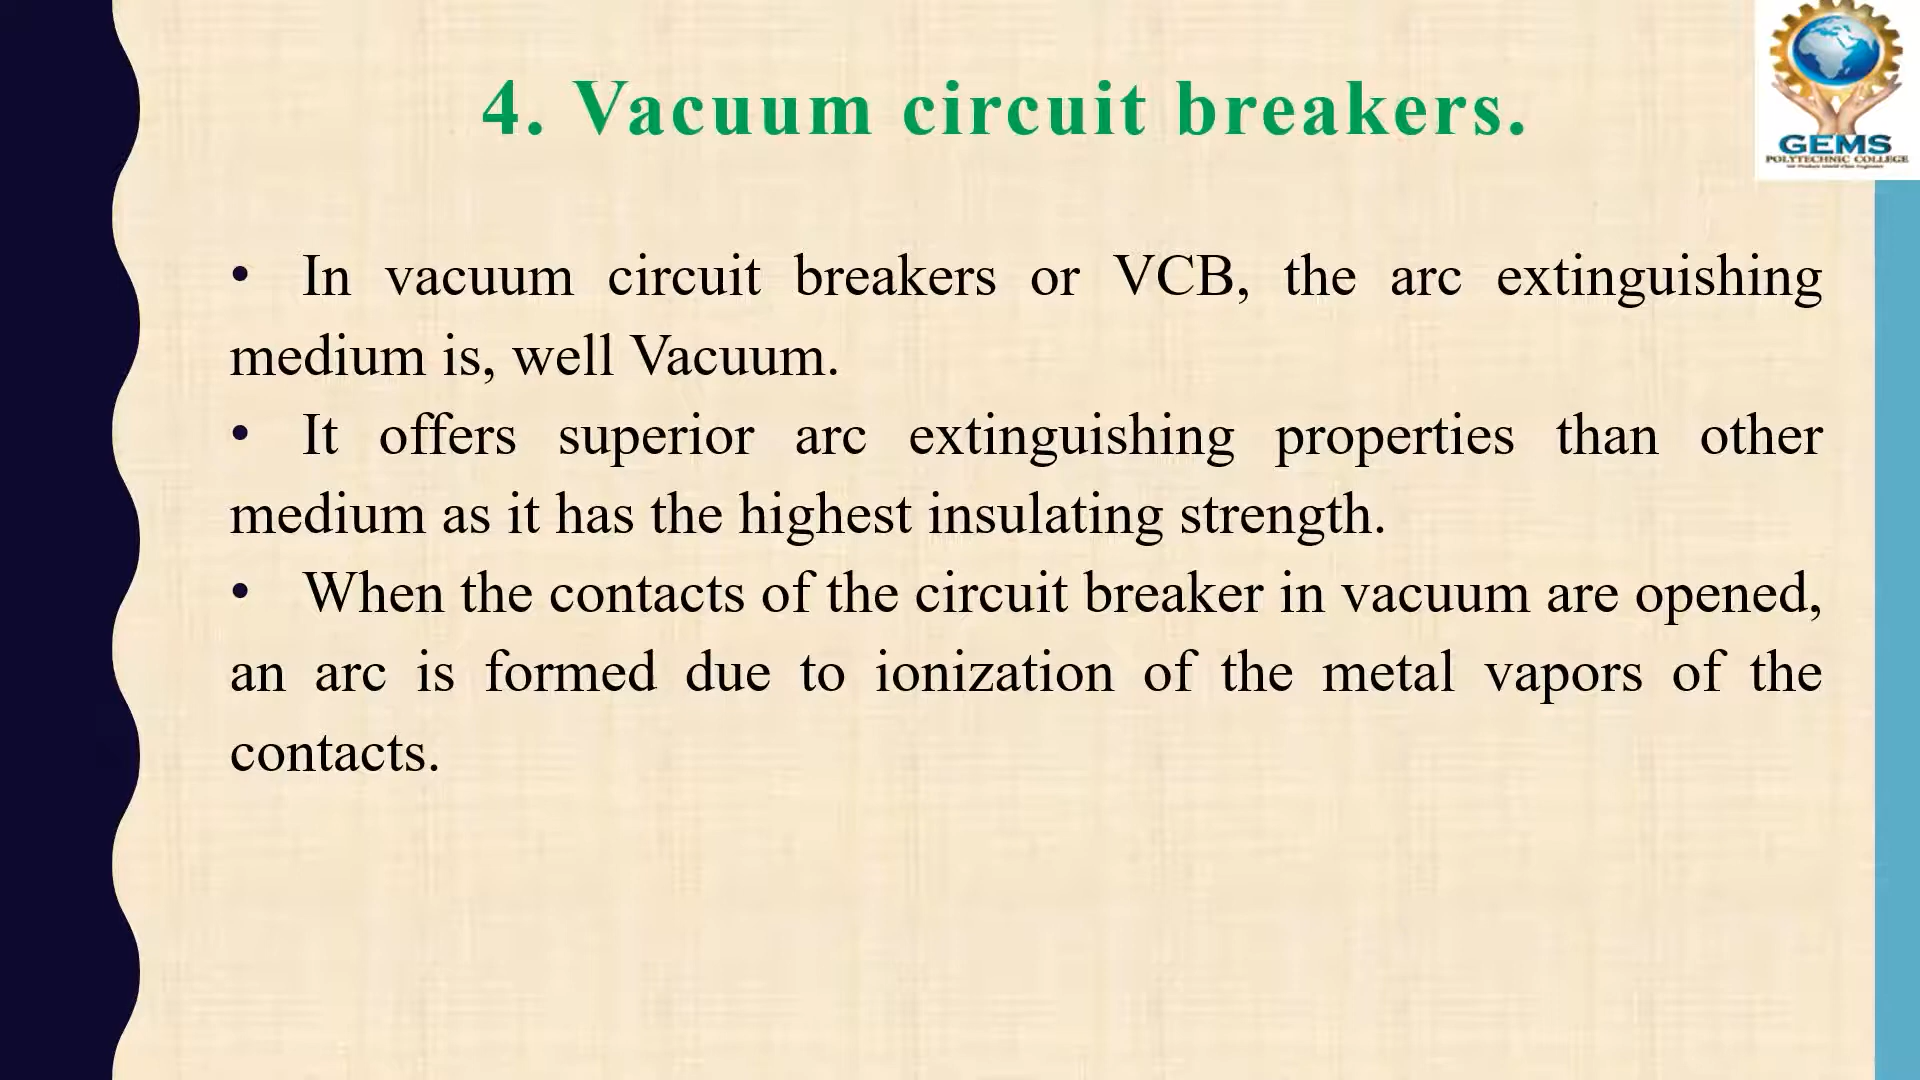 4. Vacuum circuit breakers.
GEMS
POLYTECHNIC COLLEGE
• In vacuum circuit breakers or VCB, the arc extinguishing
medium is, well Vacuum.
• It offers superior arc extinguishing properties than other
medium as it has the highest insulating strength.
• When the contacts of the circuit breaker in vacuum are opened,
an arc is formed due to ionization of the metal vapors of the
contacts.